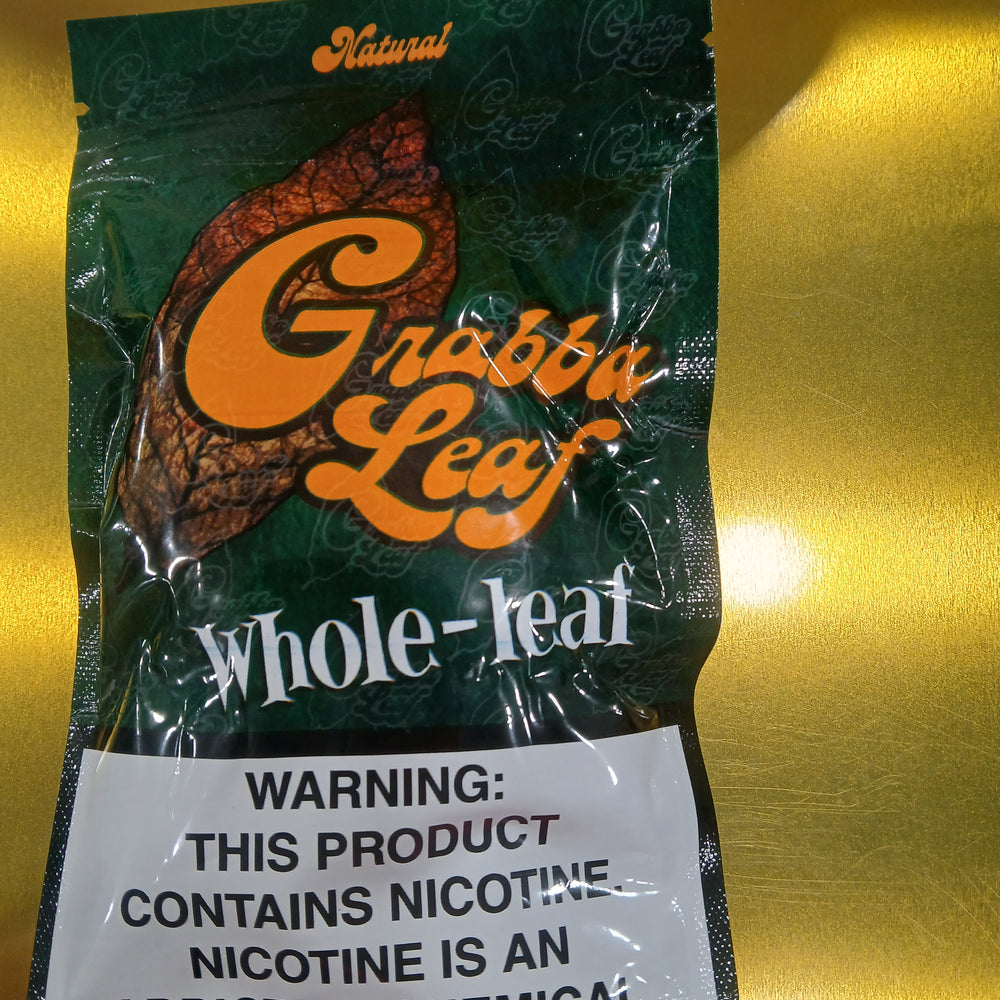 Natural
Grabba
Leaf
whole-leaf
WARNING:
THIS PRODUCT
CONTAINS NICOTINE.
NICOTINE IS AN